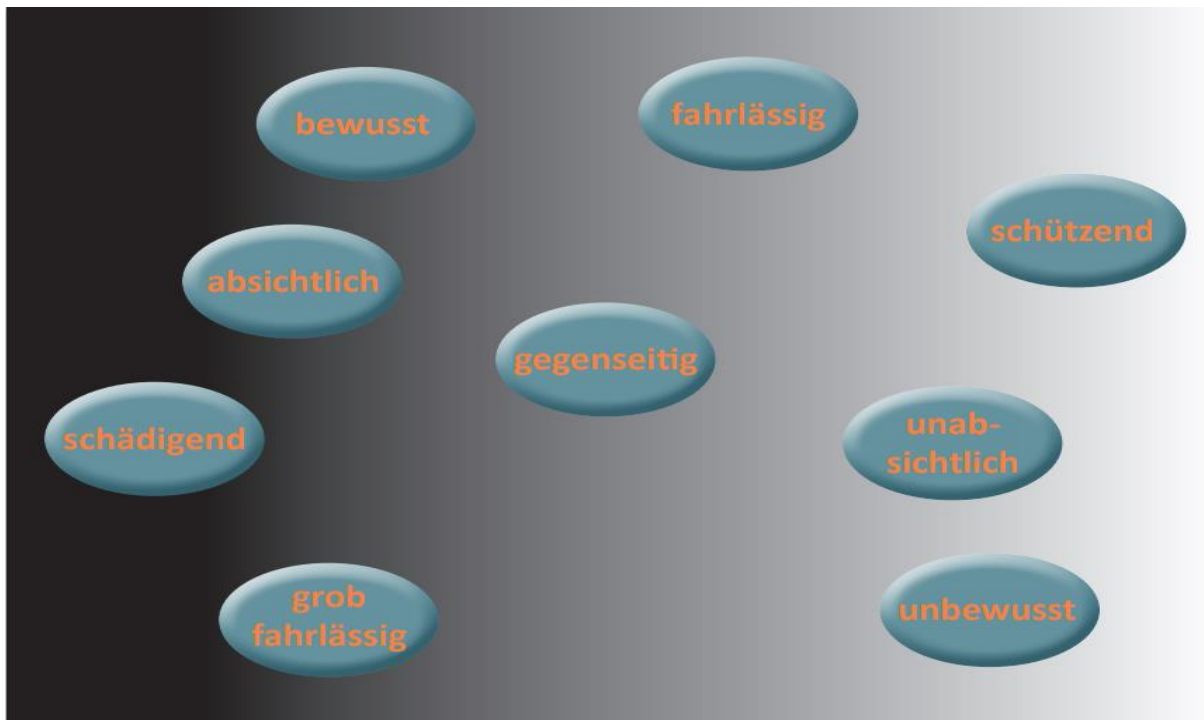 bewusst
fahrlässig
schützend
absichtlich
gegenseitig
schädigend
unab-
sichtlich
grob
fahrlässig
unbewusst